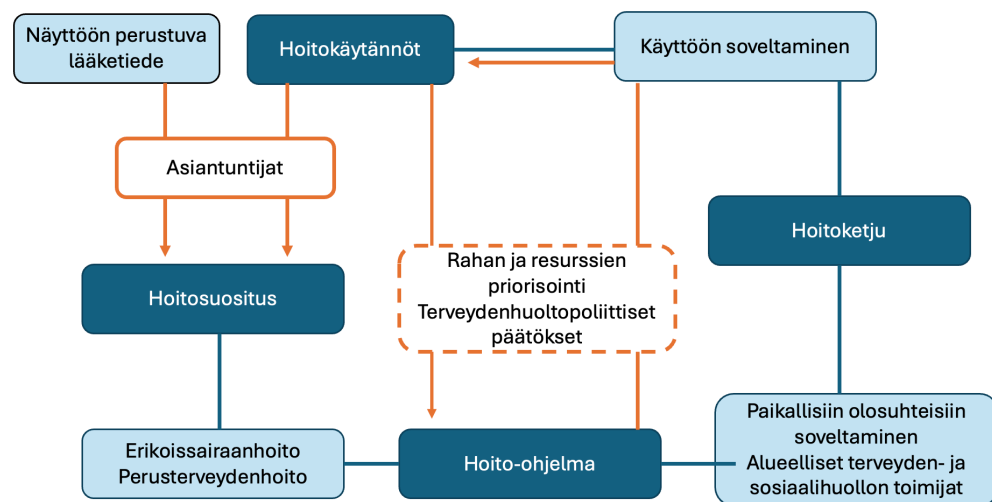 Näyttöön perustuva
lääketiede
Hoitokäytännöt
Käyttöön soveltaminen
Asiantuntijat
Hoitoketju
Rahan ja resurssien
priorisointi
Terveydenhuoltopoliittiset
päätökset
Hoitosuositus
Erikoissairaanhoito
Perusterveydenhoito
Hoito-ohjelma
Paikallisiin olosuhteisiin
soveltaminen
Alueelliset terveyden- ja
sosiaalihuollon toimijat